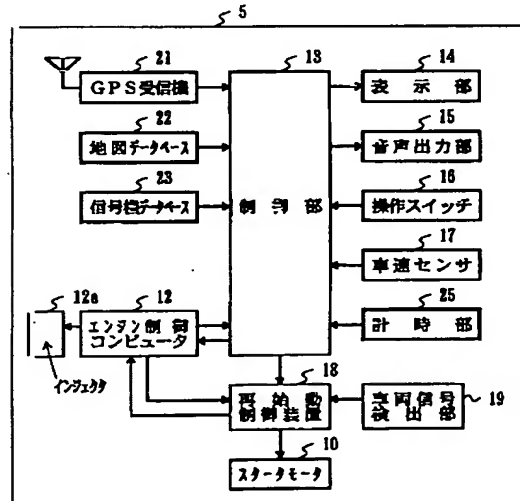 5
21
GPS受信機
13
14
表示部
22
地図データベース
15
音声出力部
23
信号機データベース
制御部
16
操作スイッチ
17
車速センサ
12a
12
エンジン制御
コンピュータ
25
計時部
インジェクタ
18
再始動
制御装置
車両信号
検出部
19
10
スタータモータ